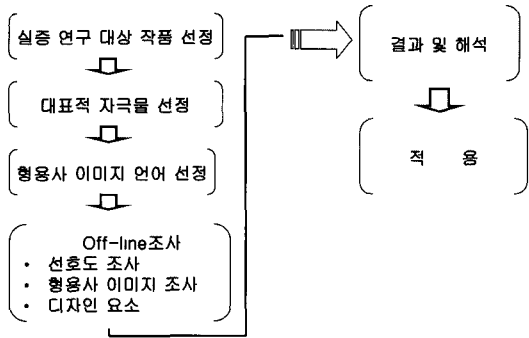 실증 연구 대상 작품 선정
대표적 자극물 선정
형용사 이미지 언어 선정
Off-line조사
• 선호도 조사
• 형용사 이미지 조사
• 디자인 요소
결과 및 해석
적 용